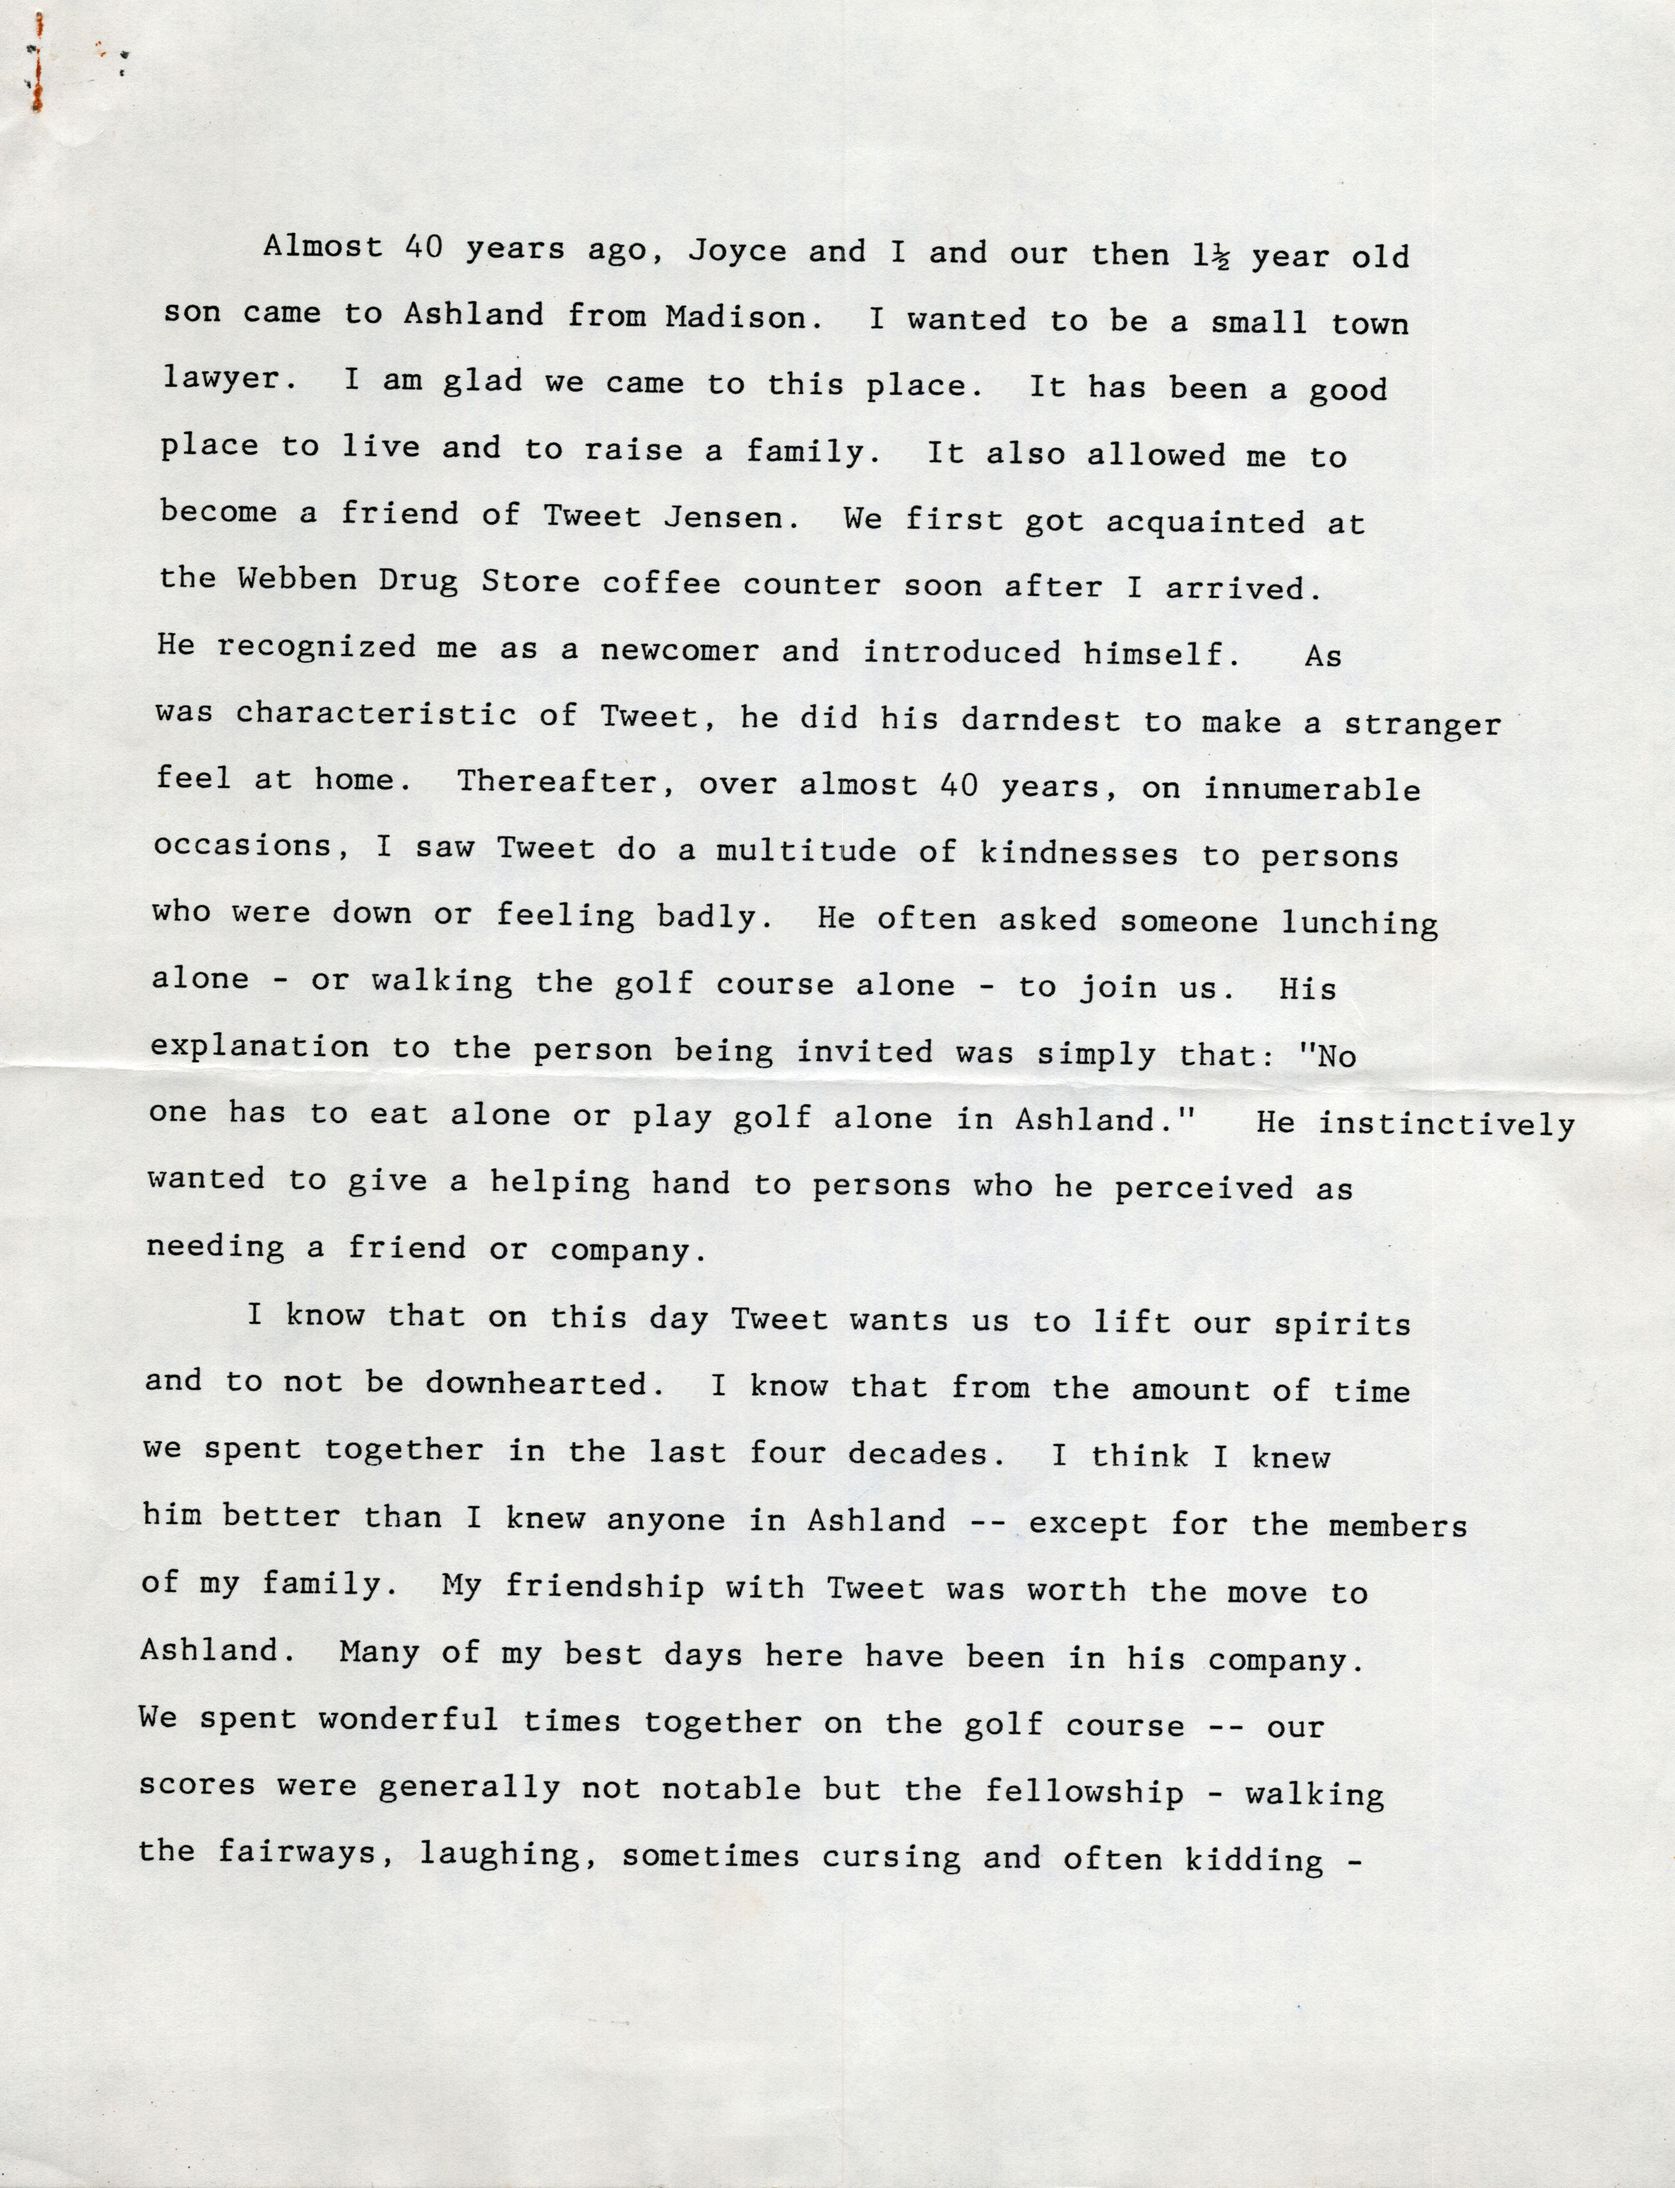 Almost 40 years ago, Joyce and I and our then 1½ year old
son came to Ashland from Madison.  I wanted to be a small town
lawyer.  I am glad we came to this place.  It has been a good
place to live and to raise a family.  It also allowed me to
become a friend of Tweet Jensen.  We first got acquainted at
the Webben Drug Store coffee counter soon after I arrived.
He recognized me as a newcomer and introduced himself.   As
was characteristic of Tweet, he did his darndest to make a stranger
feel at home.  Thereafter, over almost 40 years, on innumerable
occasions, I saw Tweet do a multitude of kindnesses to persons
who were down or feeling badly.  He often asked someone lunching
alone - or walking the golf course alone - to join us.  His
explanation to the person being invited was simply that: "No
one has to eat alone or play golf alone in Ashland."   He instinctively
wanted to give a helping hand to persons who he perceived as
needing a friend or company.
I know that on this day Tweet wants us to lift our spirits
and to not be downhearted.  I know that from the amount of time
we spent together in the last four decades.  I think I knew
him better than I knew anyone in Ashland -- except for the members
of my family.  My friendship with Tweet was worth the move to
Ashland.  Many of my best days here have been in his company.
We spent wonderful times together on the golf course -- our
scores were generally not notable but the fellowship - walking
the fairways, laughing, sometimes cursing and often kidding -